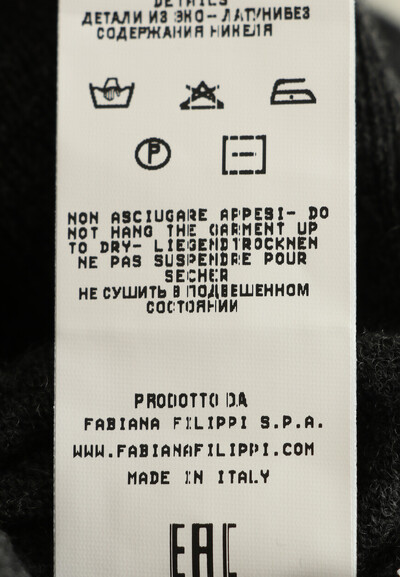 DETAILS
ДЕТАЛИ ИЗ ЭКО-ЛАТУНИБЕЗ
СОДЕРЖАНИЯ НИКЕЛЯ
P
NON ASCIUGARE APPESI- DO
NOT HANG THE GARMENT UP
TO DRY- LIEGENDTROCKNEN
NE PAS SUSPENDRE POUR
SECHER
НЕ СУШИТЬ В ПОДВЕШЕННОМ
СОСТОЯНИИ
PRODOTTO DA
FABIANA FILIPPI S.P.A.
WWW.FABIANAFILIPPI.COM
MADE IN ITALY
EAC